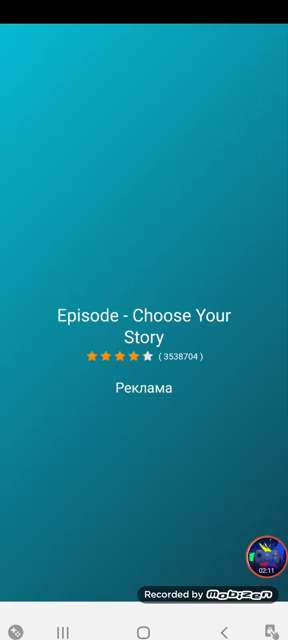 Episode - Choose Your
Story
( 3538704 )
Реклама
02:11
Recorded by MOBIZEN